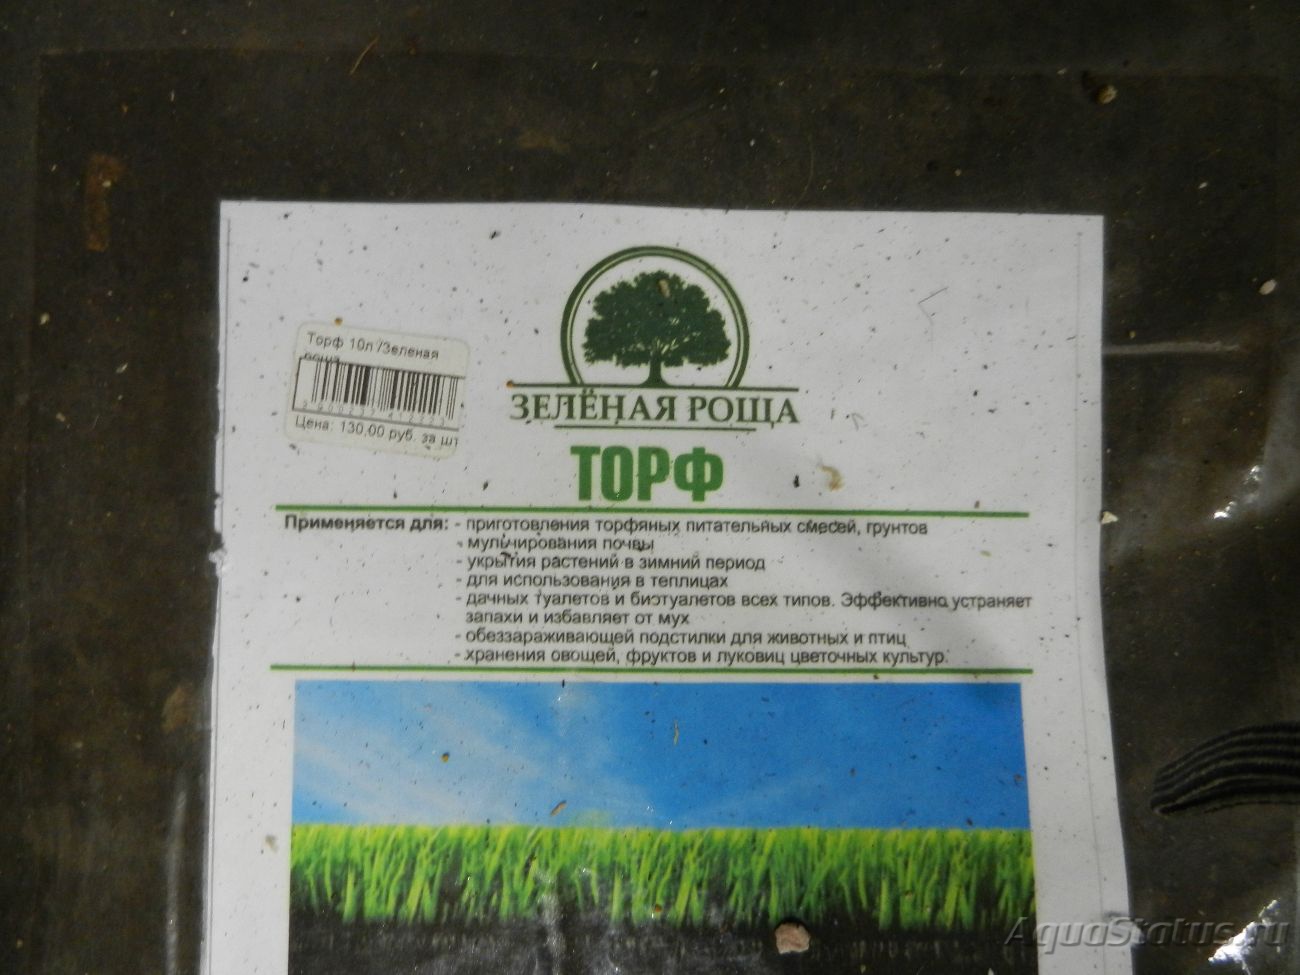 ЗЕЛЁНАЯ РОЩА
Торф 10л /Зеленая
роща
Цена: 130,00 руб. за шт
ТОРФ
Применяется для: - приготовления торфяных питательных смесей, грунтов
- мульчирования почвы
- укрытия растений в зимний период
- для использования в теплицах
- дачных туалетов и биотуалетов всех типов. Эффективно устраняет
запахи и избавляет от мух
- обеззараживающей подстилки для животных и птиц
- хранения овощей, фруктов и луковиц цветочных культур.
AquaStatus.ru